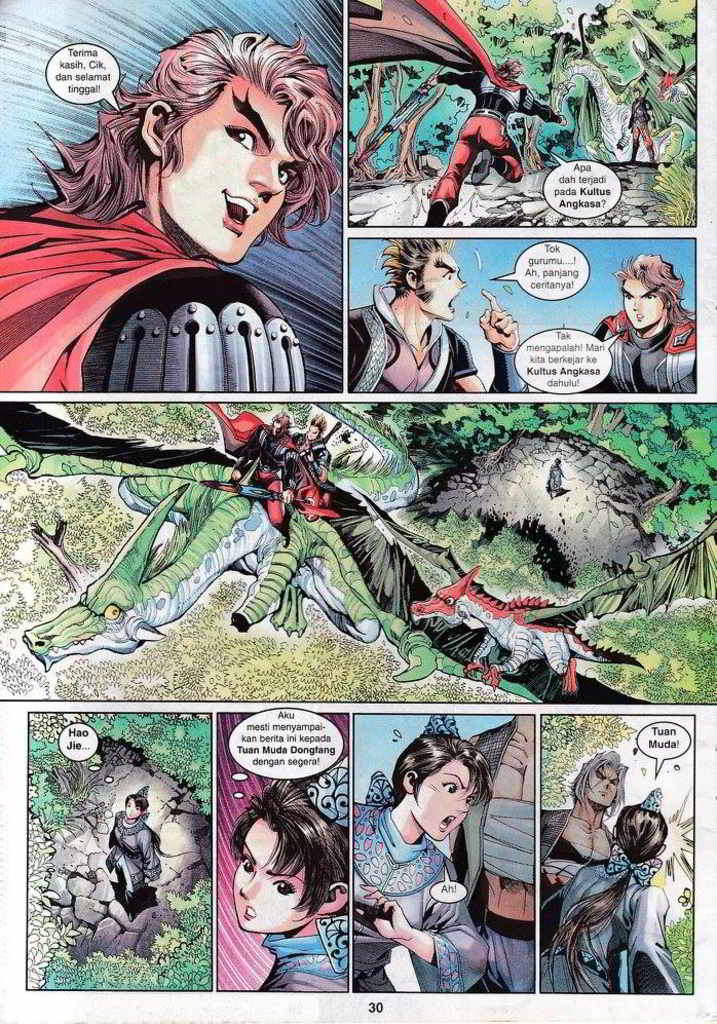 Terima
kasih, Cik,
dan selamat
tinggal!
Apa
dah terjadi
pada Kultus
Angkasa?
Tok
gurumu....!
Ah, panjang
ceritanya!
Tak
mengapalah! Mari
kita berkejar ke
Kultus Angkasa
dahulu!
Hao
Jie...
Aku
mesti menyampai-
kan berita ini kepada
Tuan Muda Dongfang
dengan segera!
Ah!
Tuan
Muda!
30